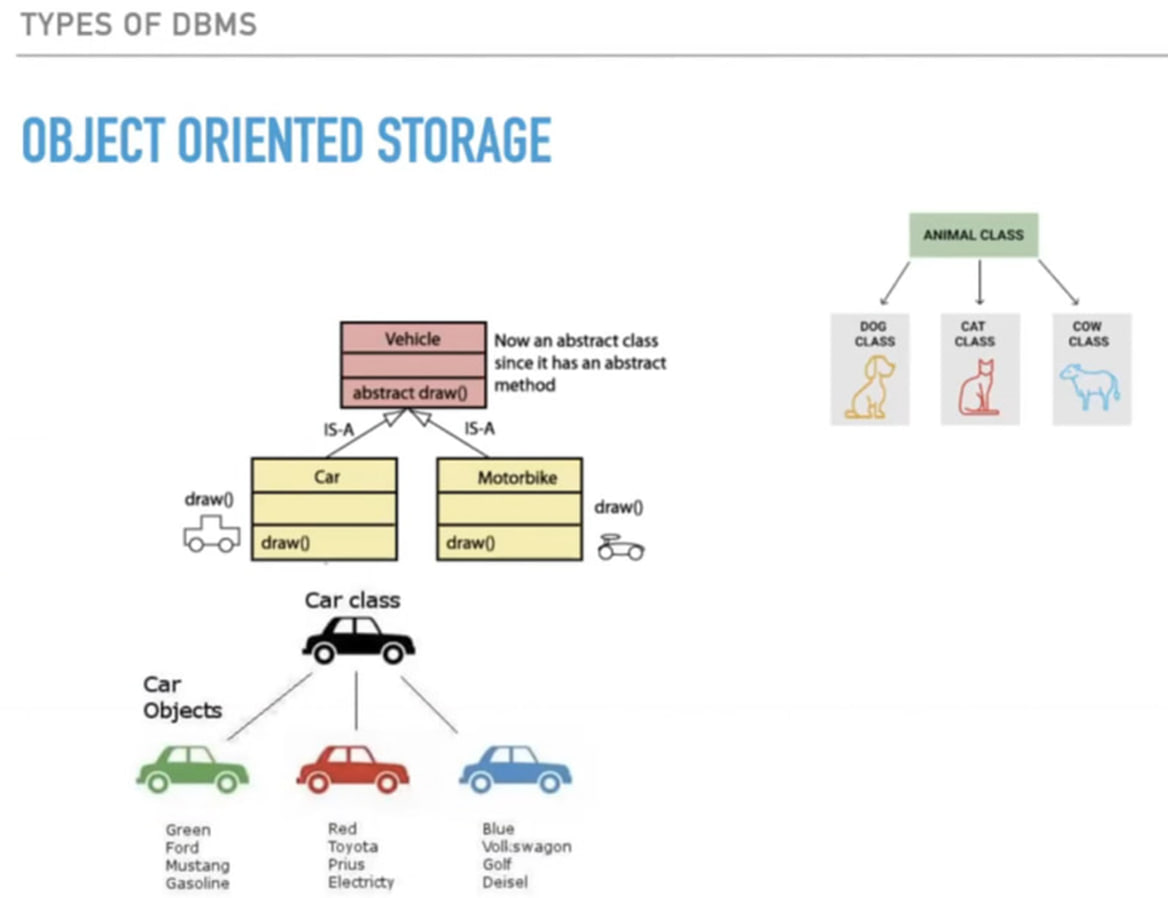 TYPES OF DBMS
OBJECT ORIENTED STORAGE
ANIMAL CLASS
DOG
CLASS
CAT
CLASS
COW
CLASS
Vehicle
abstract draw()
Now an abstract class
since it has an abstract
method
IS-A
IS-A
Car
draw()
Motorbike
draw()
draw()
draw()
Car class
Car
Objects
Green
Ford
Mustang
Gasoline
Red
Toyota
Prius
Electricty
Blue
Volkswagon
Golf
Deisel